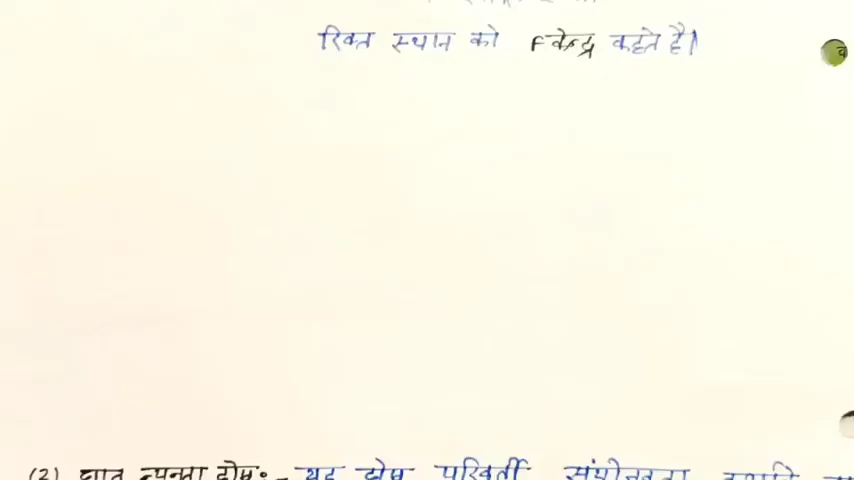 रिक्त स्थान को F केन्द्र कहते है।
(2) धातु न्यूनता दोष:- यह दोष परिवर्ती संयोजकता